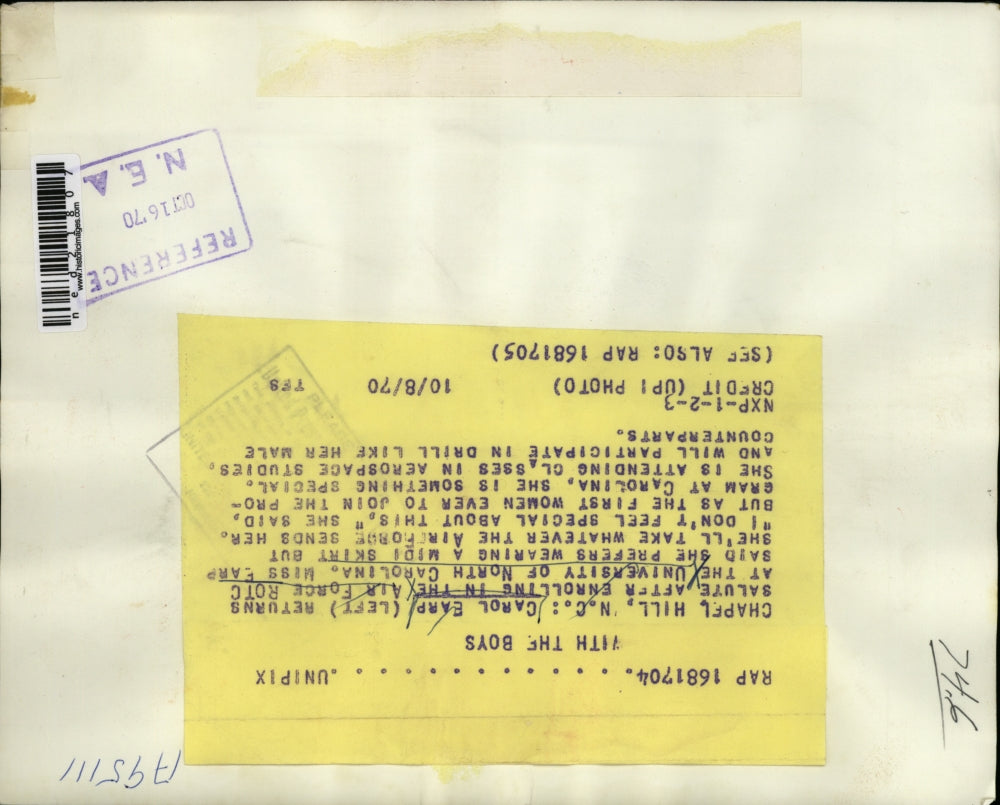 RAP 1681704. . . . . . . . . . . . . .UNIPIX
WITH THE BOYS
CHAPEL HILL, N.C.: CAROL EARP (LEFT) RETURNS
SALUTE AFTER ENROLLING IN THE AIR FORCE ROTC
AT THE UNIVERSITY OF NORTH CAROLINA. MISS EARP
SAID SHE PREFERS WEARING A MIDI SKIRT BUT
SHE'LL TAKE WHATEVER THE AIRFORCE SENDS HER.
"I DON'T FEEL SPECIAL ABOUT THIS," SHE SAID,
BUT AS THE FIRST WOMEN EVER TO JOIN THE PRO-
GRAM AT CAROLINA, SHE IS SOMETHING SPECIAL.
SHE IS ATTENDING CLASSES IN AEROSPACE STUDIES,
AND WILL PARTICIPATE IN DRILL LIKE HER MALE
COUNTERPARTS.
NXP-1-2-3
CREDIT (UPI PHOTO) 10/8/70 TFS
(SEE ALSO: RAP 1681705)
REFERENCE
OCT 16 '70
N. E. A.
www.historicimages.com
ned21807
A95111
746